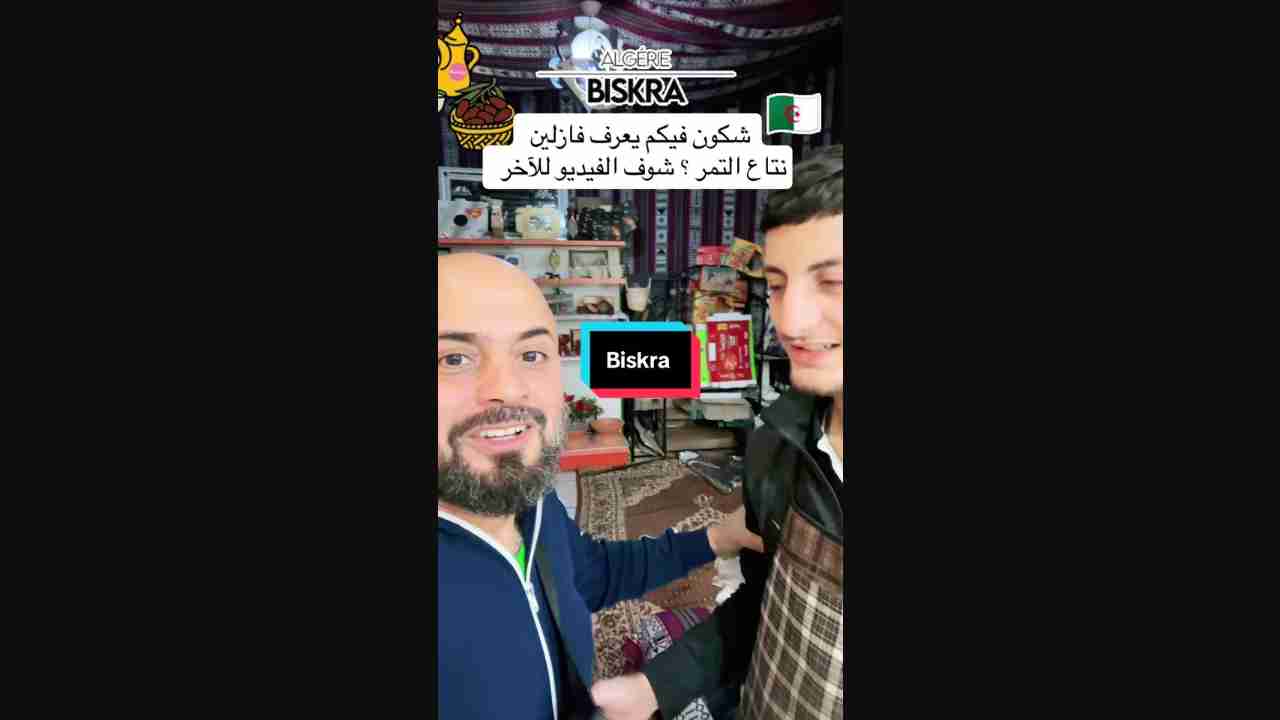 ALGÉRIE
BISKRA
شكون فيكم يعرف فازلين
نتاع التمر ؟ شوف الفيديو للآخر
Biskra